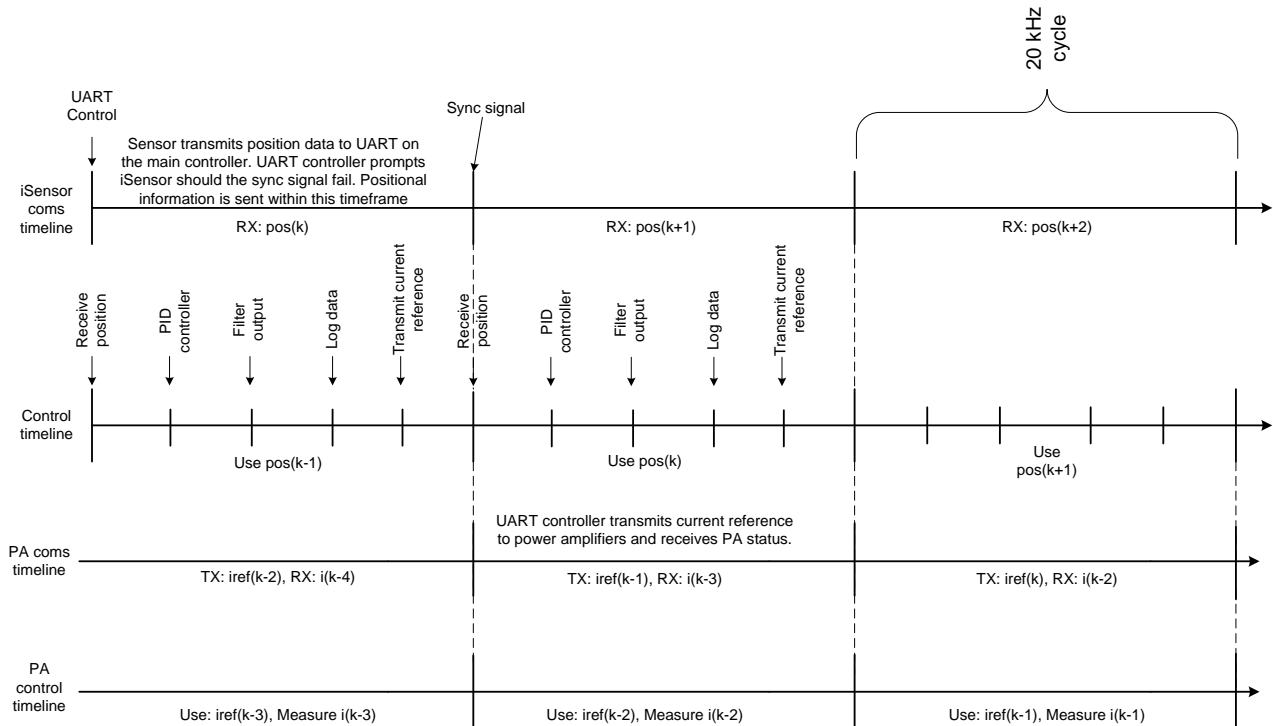 20 kHz
cycle
UART
Control
Sync signal
Sensor transmits position data to UART on
the main controller. UART controller prompts
iSensor should the sync signal fail. Positional
information is sent within this timeframe
iSensor
coms
timeline
RX: pos(k)
RX: pos(k+1)
RX: pos(k+2)
Receive
position
PID
controller
Filter
output
Log data
Transmit current
reference
Receive
position
PID
controller
Filter
output
Log data
Transmit current
reference
Control
timeline
Use pos(k-1)
Use pos(k)
Use
pos(k+1)
UART controller transmits current reference
to power amplifiers and receives PA status.
PA coms
timeline
TX: iref(k-2), RX: i(k-4)
TX: iref(k-1), RX: i(k-3)
TX: iref(k), RX: i(k-2)
PA
control
timeline
Use: iref(k-3), Measure i(k-3)
Use: iref(k-2), Measure i(k-2)
Use: iref(k-1), Measure i(k-1)